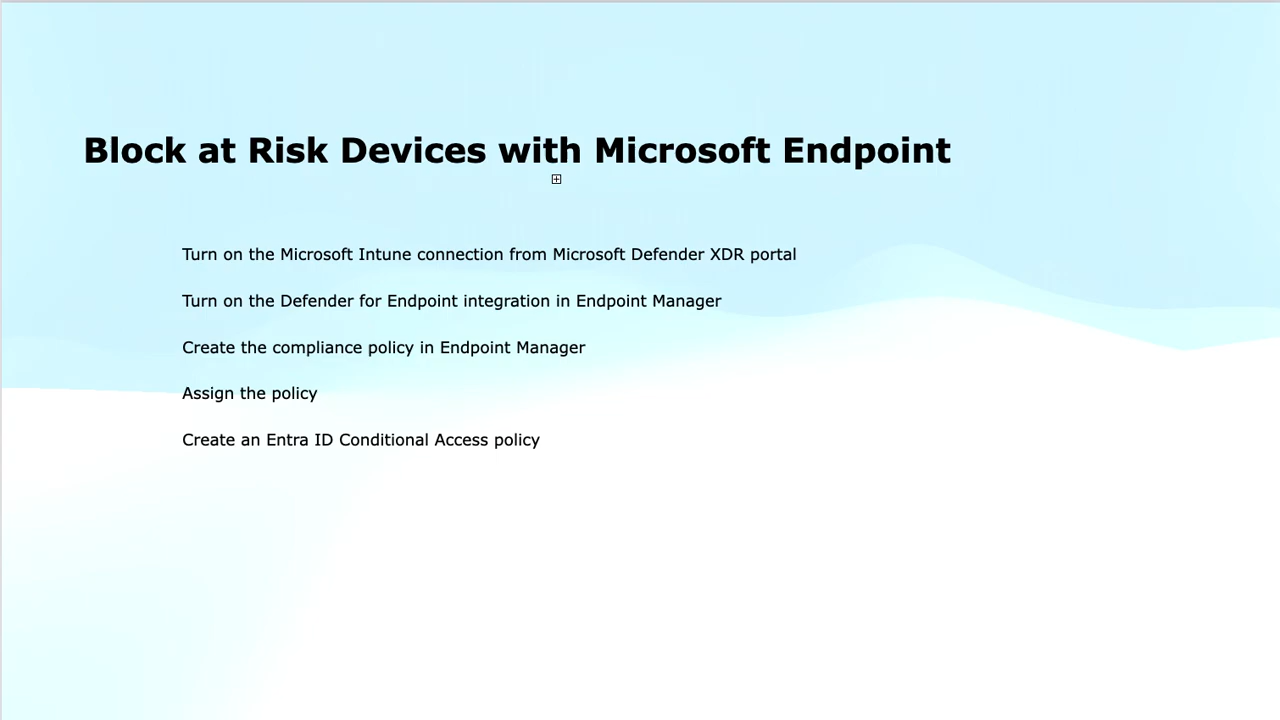 Block at Risk Devices with Microsoft Endpoint
Turn on the Microsoft Intune connection from Microsoft Defender XDR portal
Turn on the Defender for Endpoint integration in Endpoint Manager
Create the compliance policy in Endpoint Manager
Assign the policy
Create an Entra ID Conditional Access policy